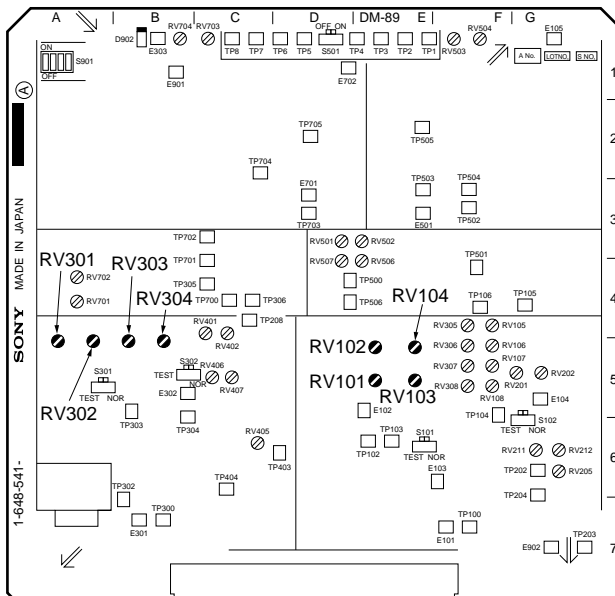 A B C D DM-89 E F G
RV704 RV703 OFF ON RV504 E105
D902 E303 TP8 TP7 TP6 TP5 S501 TP4 TP3 TP2 TP1 RV503
ON
S901
OFF
A No. LOTNO. S NO.
E901 E702 1
A
TP705 TP505 2
TP704
E701 TP503 TP504
TP703 E501 TP502 3
TP702 RV501 RV502
RV301 RV303 TP701 RV507 RV506 TP501
RV702 TP305 TP500
RV304 RV104 4
RV701 TP700 TP306 TP506 TP106 TP105
TP208
RV401 RV305 RV105
RV402 RV102 RV306 RV106
S302 RV307 RV107
S301 TEST NOR RV406 RV101 RV103 RV202 5
TEST NOR E302 RV407 RV308 RV201
RV302 RV108 E104
TP303 TP304 E102 TP104 S102
TEST NOR
RV405 TP103 S101
TP102 TEST NOR RV211 RV212
TP403 E103 TP202 RV205 6
TP302 TP404 TP204
TP300 TP100
E301 E101 E902 TP203 7
SONY MADE IN JAPAN
1-648-541-